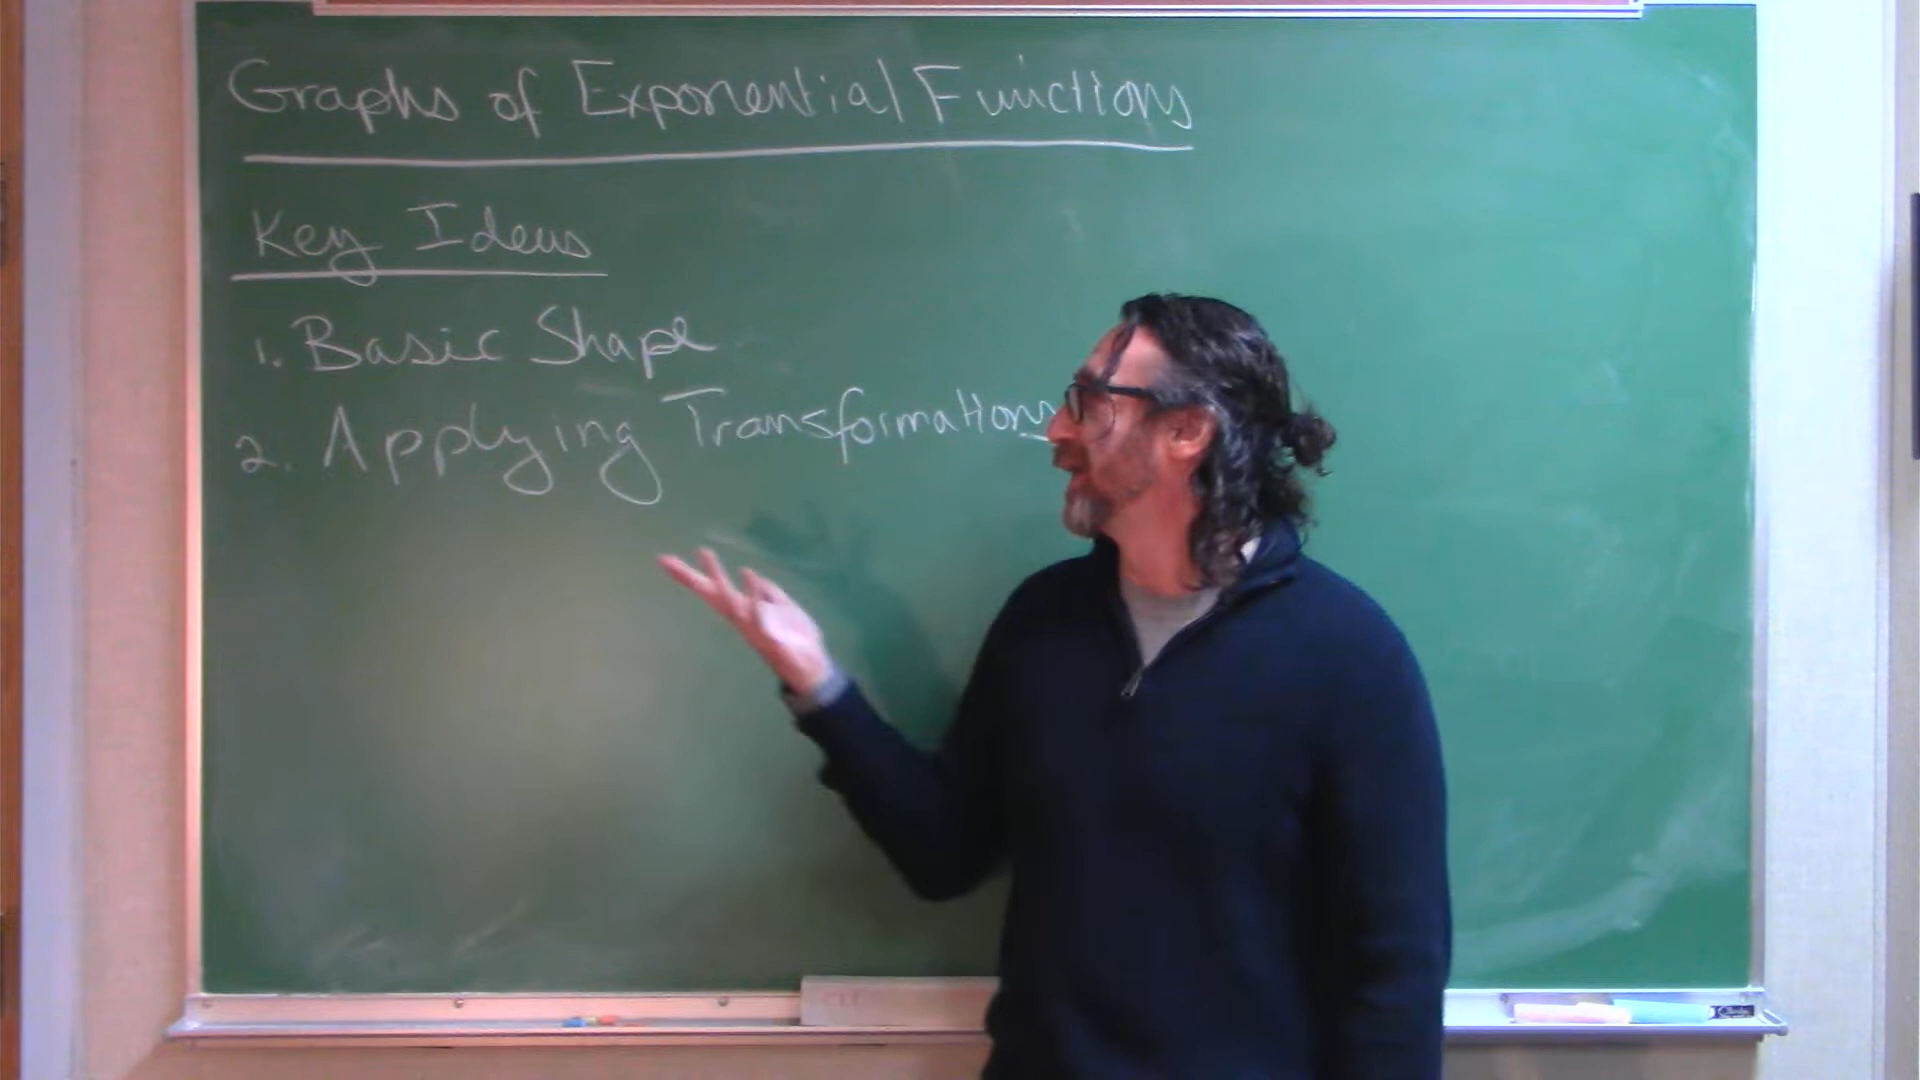 Graphs of Exponential Functions
Key Ideas
1. Basic Shape
2. Applying Transformations